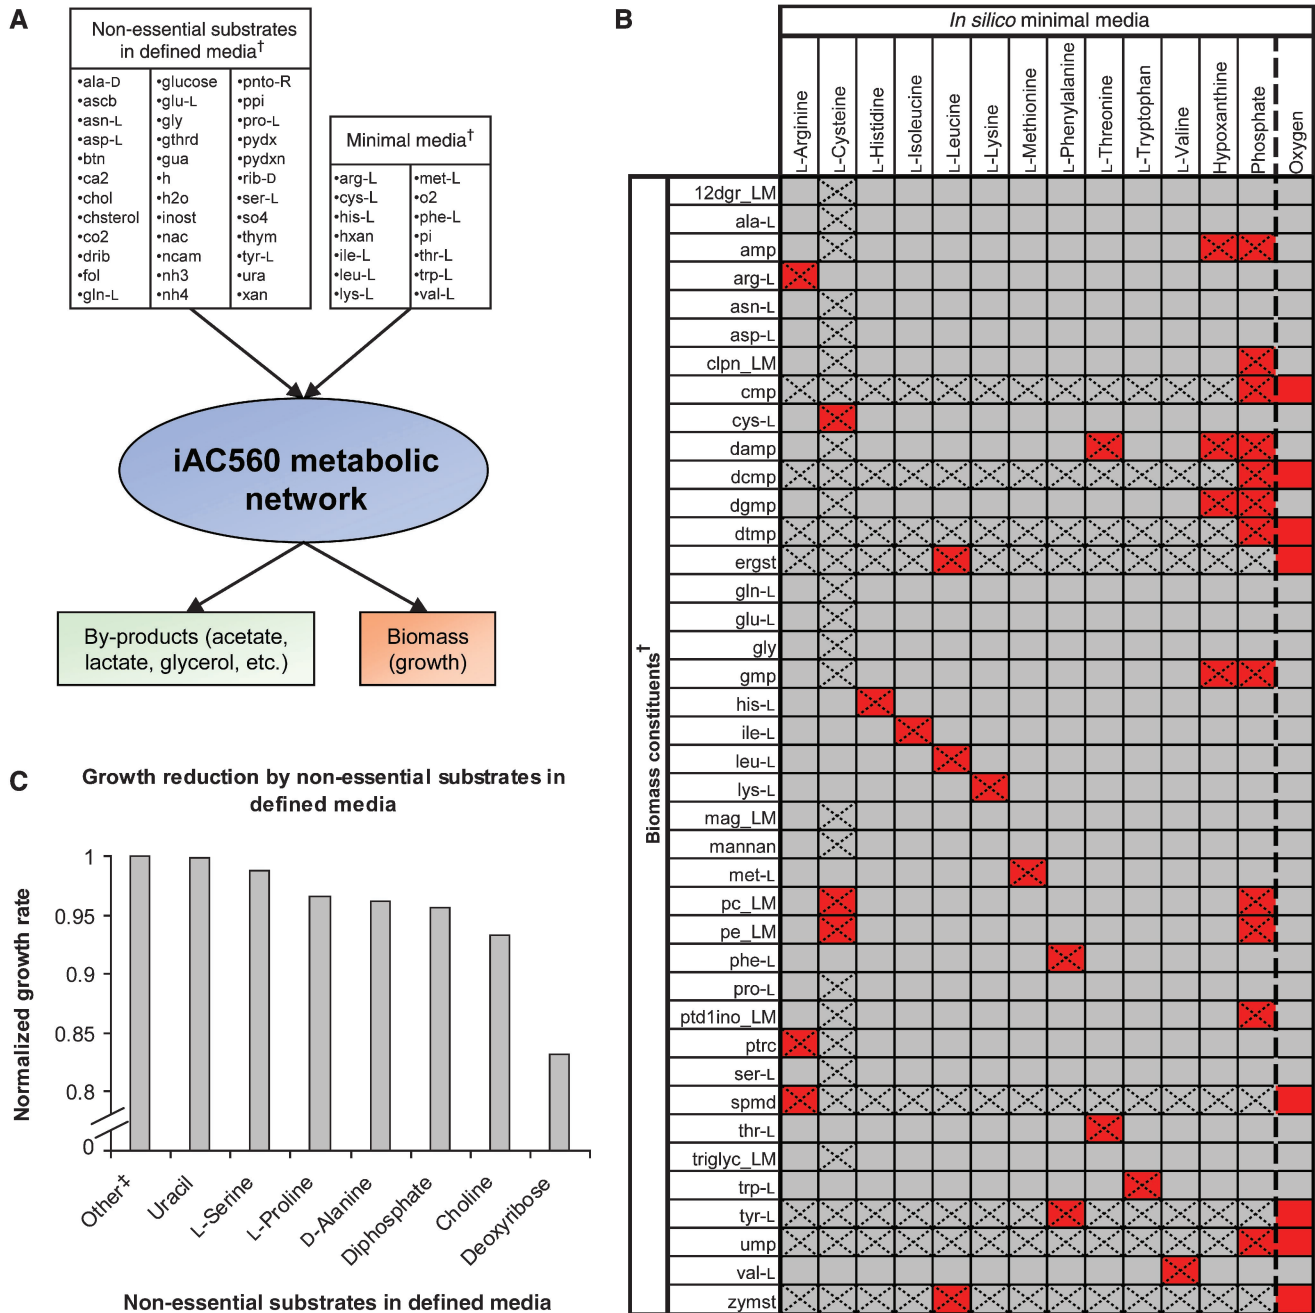 A
Non-essential substrates
in defined media†
•ala-D
•ascb
•asn-L
•asp-L
•btn
•ca2
•chol
•chsterol
•co2
•drib
•fol
•gln-L
•glucose
•glu-L
•gly
•gthrd
•gua
•h
•h2o
•inost
•nac
•ncam
•nh3
•nh4
•pnto-R
•ppi
•pro-L
•pydx
•pydxn
•rib-D
•ser-L
•so4
•thym
•tyr-L
•ura
•xan
Minimal media†
•arg-L
•cys-L
•his-L
•hxan
•ile-L
•leu-L
•lys-L
•met-L
•o2
•phe-L
•pi
•thr-L
•trp-L
•val-L
iAC560 metabolic
network
By-products (acetate,
lactate, glycerol, etc.)
Biomass
(growth)
B
In silico minimal media
L-Arginine
L-Cysteine
L-Histidine
L-Isoleucine
L-Leucine
L-Lysine
L-Methionine
L-Phenylalanine
L-Threonine
L-Tryptophan
L-Valine
Hypoxanthine
Phosphate
Oxygen
Biomass constituents†
12dgr_LM
ala-L
amp
arg-L
asn-L
asp-L
clpn_LM
cmp
cys-L
damp
dcmp
dgmp
dtmp
ergst
gln-L
glu-L
gly
gmp
his-L
ile-L
leu-L
lys-L
mag_LM
mannan
met-L
pc_LM
pe_LM
phe-L
pro-L
ptd1ino_LM
ptrc
ser-L
spmd
thr-L
triglyc_LM
trp-L
tyr-L
ump
val-L
zymst
C
Growth reduction by non-essential substrates in
defined media
Normalized growth rate
1
0.95
0.9
0.85
0.8
0
Other‡
Uracil
L-Serine
L-Proline
D-Alanine
Diphosphate
Choline
Deoxyribose
Non-essential substrates in defined media